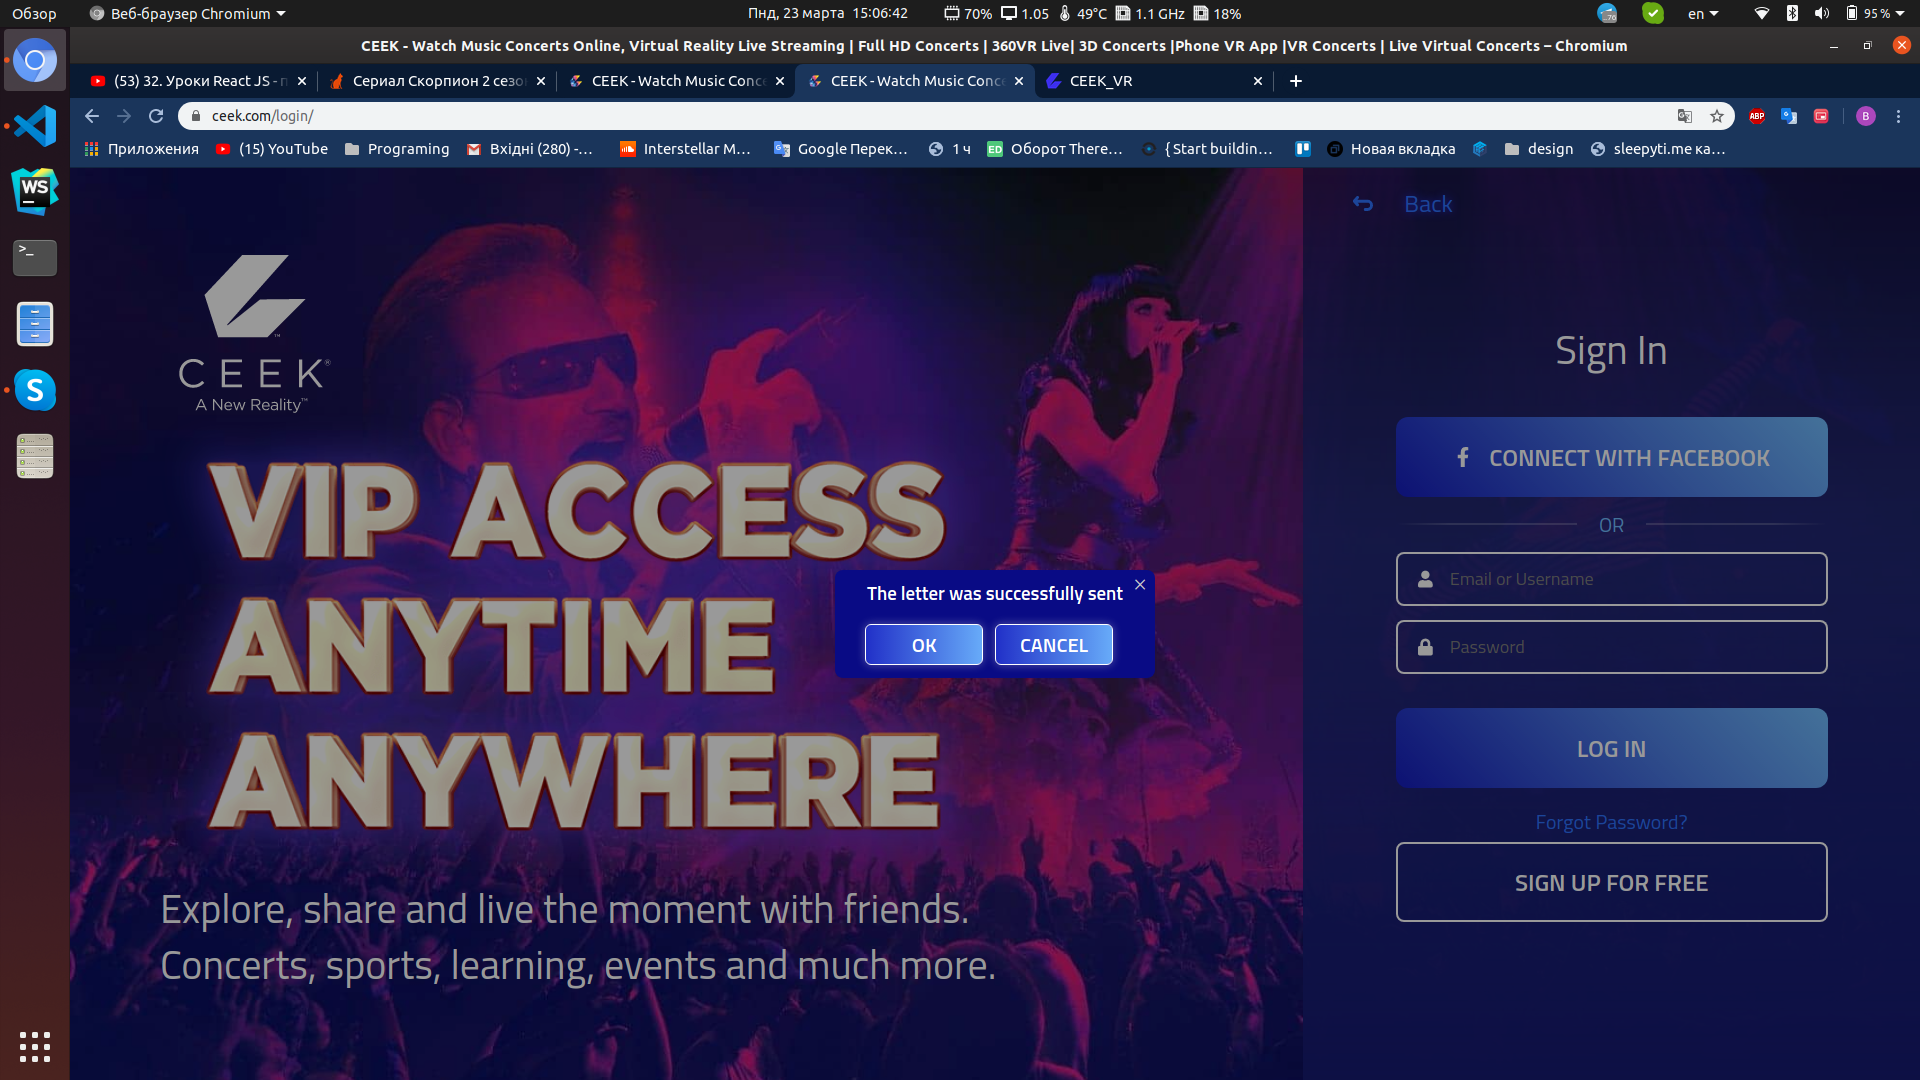 Обзор
Веб-браузер Chromium
Пнд, 23 марта 15:06:42
70%
1.05
49°C
1.1 GHz
18%
en
95 %
CEEK - Watch Music Concerts Online, Virtual Reality Live Streaming | Full HD Concerts | 360VR Live| 3D Concerts |Phone VR App |VR Concerts | Live Virtual Concerts – Chromium
(53) 32. Уроки React JS - п
Сериал Скорпион 2 сезо
CEEK - Watch Music Conce
CEEK - Watch Music Conce
CEEK_VR
ceek.com/login/
ABP
B
Приложения
(15) YouTube
Programing
Вхідні (280) -...
Interstellar M...
Google Перек...
1 ч
ED
Оборот There...
{ Start buildin...
Новая вкладка
design
sleepyti.me ка...
WS
>_
S
CEEK®
A New Reality™
VIP ACCESS
ANYTIME
ANYWHERE
Explore, share and live the moment with friends.
Concerts, sports, learning, events and much more.
The letter was successfully sent
OK
CANCEL
Back
Sign In
CONNECT WITH FACEBOOK
OR
Email or Username
Password
LOG IN
Forgot Password?
SIGN UP FOR FREE